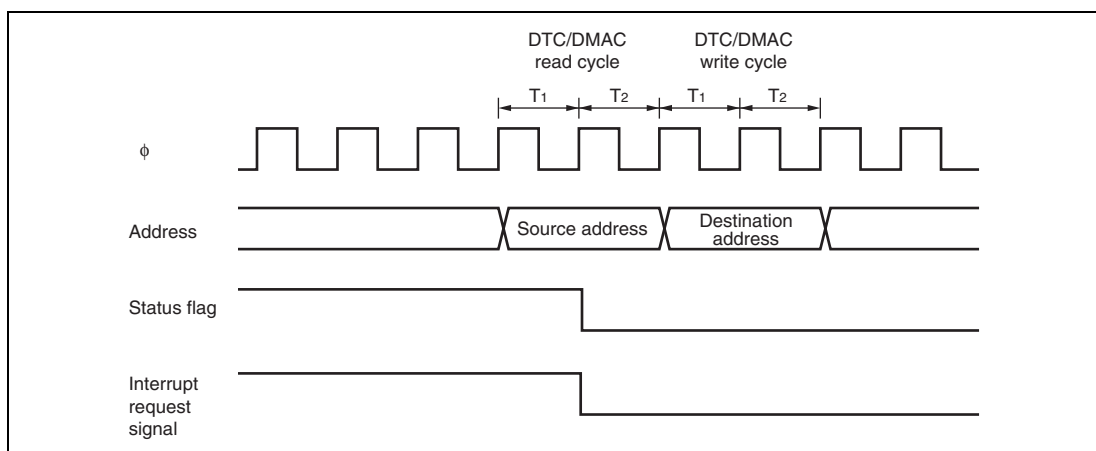 DTC/DMAC
read cycle
DTC/DMAC
write cycle
T1 T2 T1 T2
ϕ
Address
Source address
Destination
address
Status flag
Interrupt
request
signal